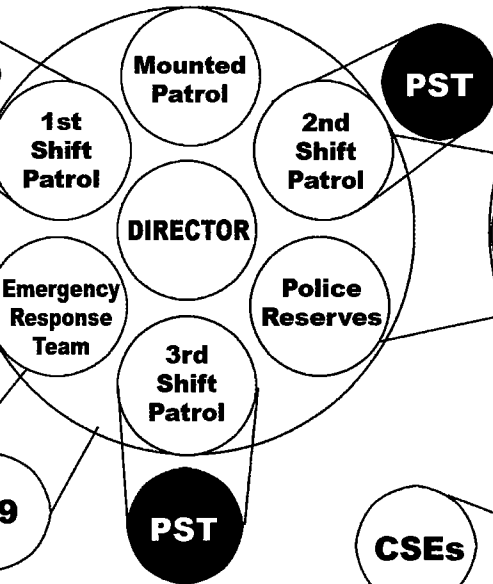 Mounted
Patrol
PST
1st
Shift
Patrol
2nd
Shift
Patrol
DIRECTOR
Emergency
Response
Team
Police
Reserves
3rd
Shift
Patrol
9
PST
CSEs